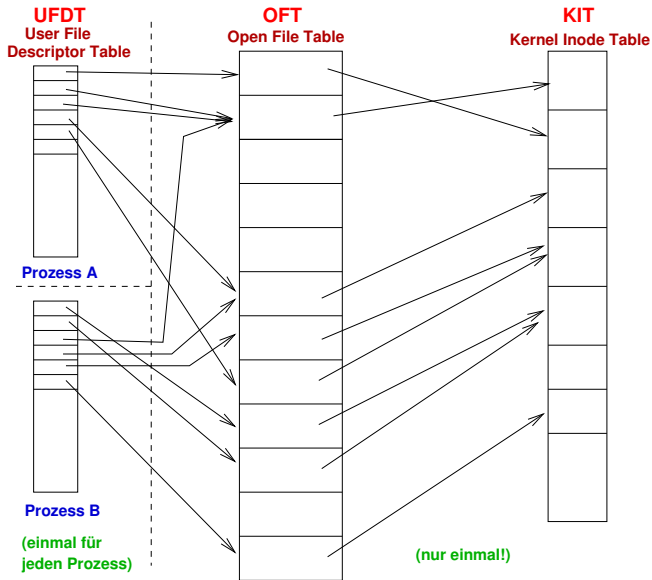 UFDT
User File
Descriptor Table
OFT
Open File Table
KIT
Kernel Inode Table
Prozess A
Prozess B
(einmal für
jeden Prozess)
(nur einmal!)